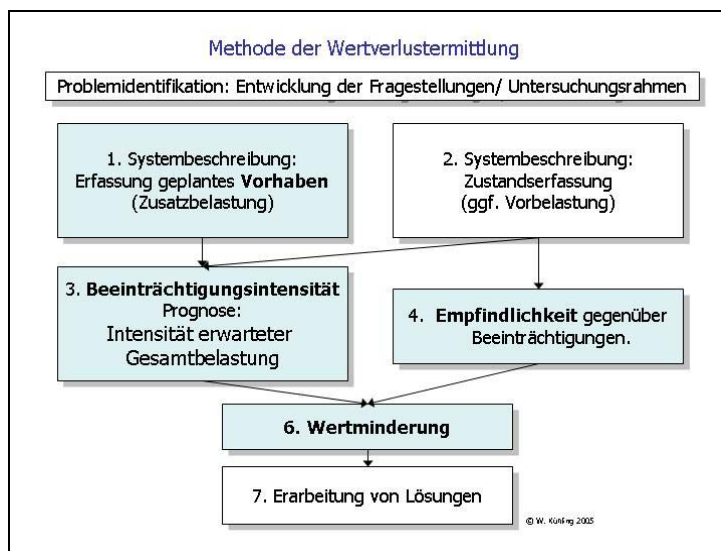 Methode der Wertverlustermittlung
Problemidentifikation: Entwicklung der Fragestellungen/ Untersuchungsrahmen
1. Systembeschreibung:
Erfassung geplantes Vorhaben
(Zusatzbelastung)
2. Systembeschreibung:
Zustandserfassung
(ggf. Vorbelastung)
3. Beeinträchtigungsintensität
Prognose:
Intensität erwarteter
Gesamtbelastung
4. Empfindlichkeit gegenüber
Beeinträchtigungen.
6. Wertminderung
7. Erarbeitung von Lösungen
© W. Kühling 2005